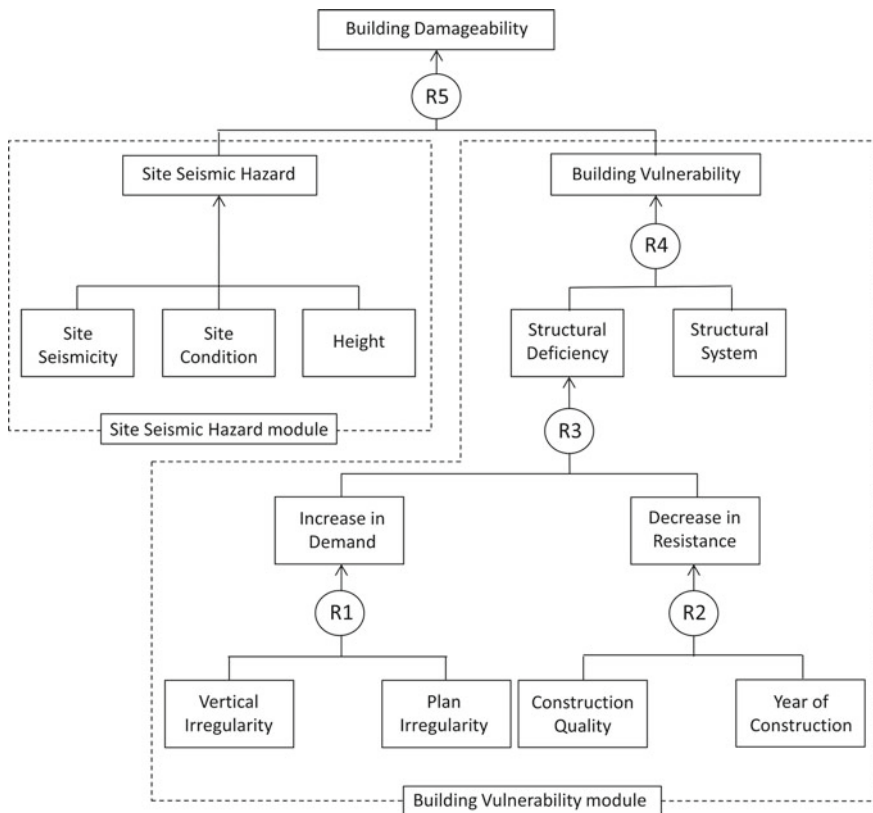 Building Damageability
R5
Site Seismic Hazard
Building Vulnerability
R4
Site
Seismicity
Site
Condition
Height
Structural
Deficiency
Structural
System
Site Seismic Hazard module
R3
Increase in
Demand
Decrease in
Resistance
R1
R2
Vertical
Irregularity
Plan
Irregularity
Construction
Quality
Year of
Construction
Building Vulnerability module